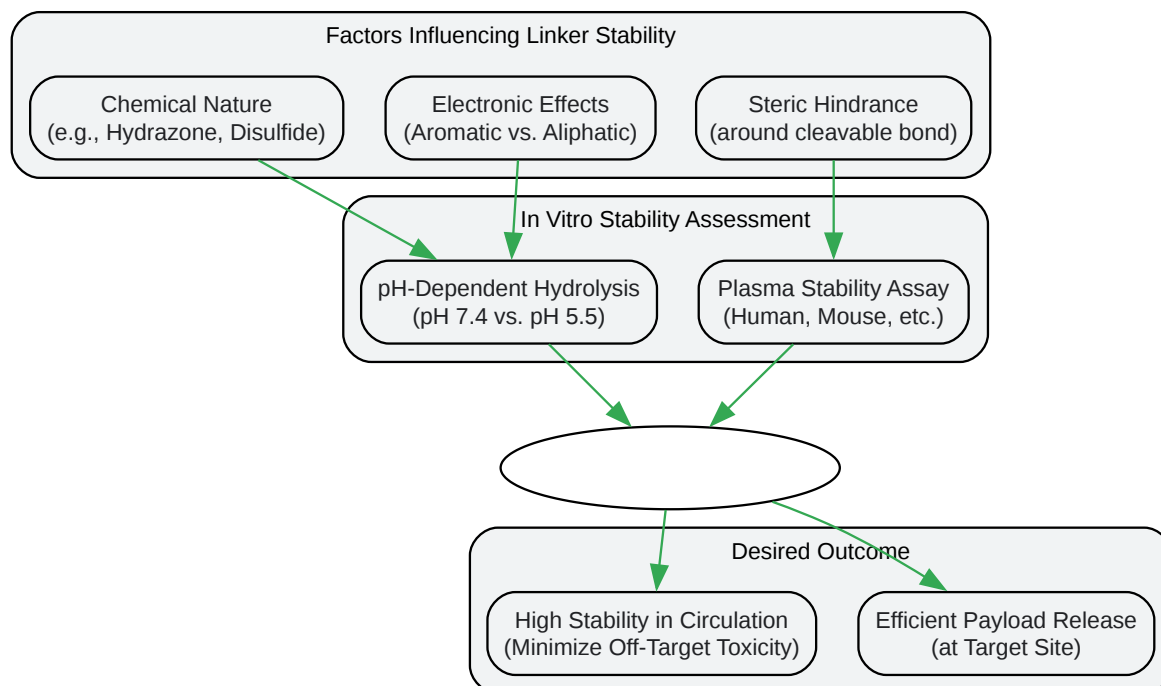 Factors Influencing Linker Stability
Chemical Nature
(e.g., Hydrazone, Disulfide)
Electronic Effects
(Aromatic vs. Aliphatic)
Steric Hindrance
(around cleavable bond)
In Vitro Stability Assessment
pH-Dependent Hydrolysis
(pH 7.4 vs. pH 5.5)
Plasma Stability Assay
(Human, Mouse, etc.)
Desired Outcome
High Stability in Circulation
(Minimize Off-Target Toxicity)
Efficient Payload Release
(at Target Site)